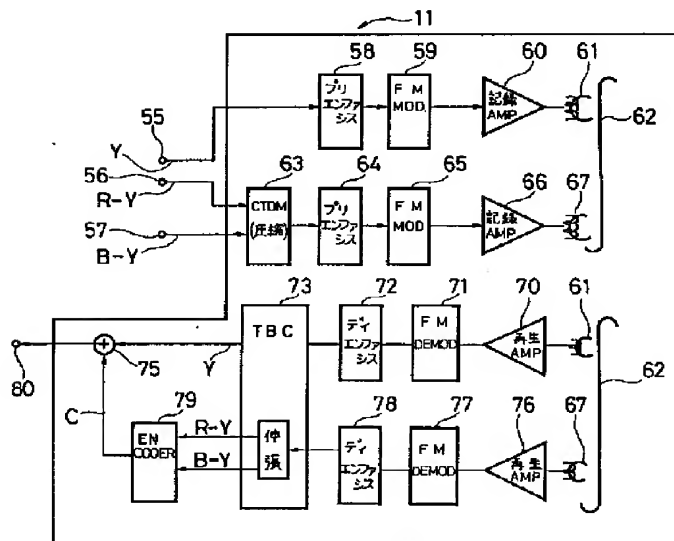 11
58
59
60
61
プリ
エンファ
シス
F M
MOD.
記録
AMP
62
55
Y
56
R-Y
57
B-Y
63
64
65
66
67
CTDM
(圧縮)
プリ
エンファ
シス
F M
MOD
記録
AMP
73
72
71
70
61
T B C
ディ
エンファ
シス
F M
DEMOD
再生
AMP
62
80
75
Y
C
79
78
77
76
67
EN
CODER
R-Y
B-Y
伸
張
ディ
エンファ
シス
F M
DEMOD
再生
AMP